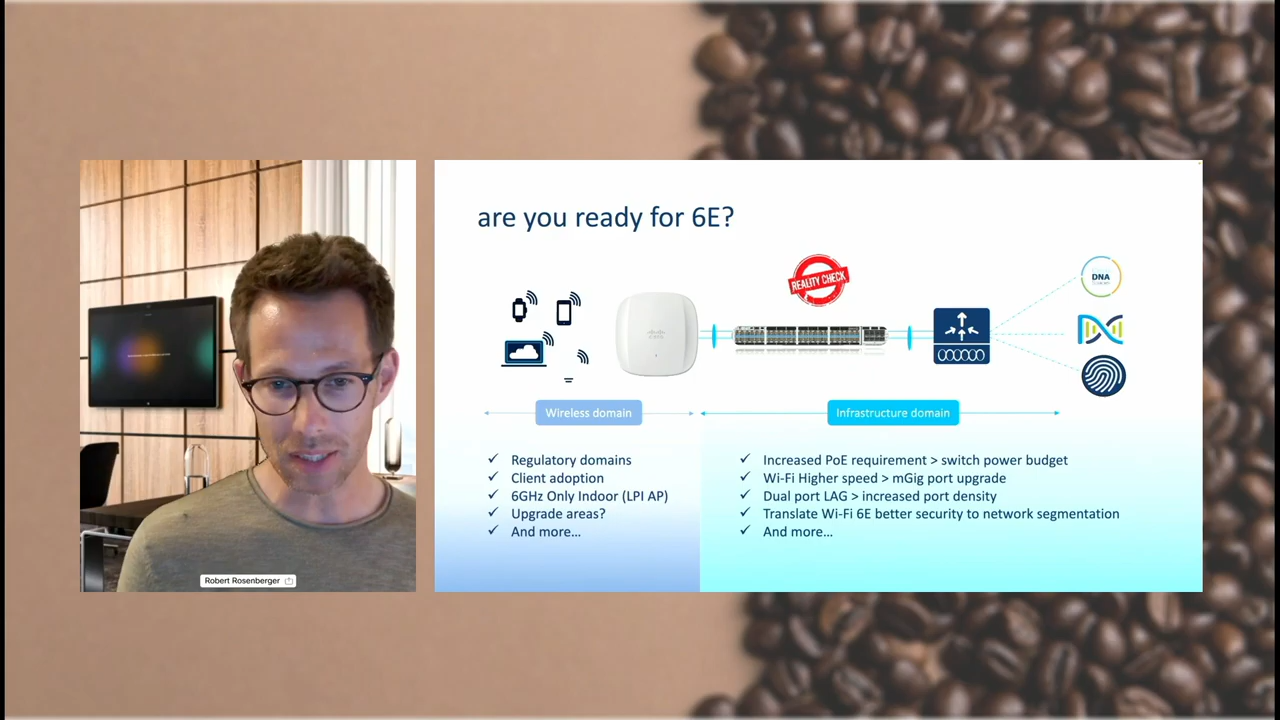 are you ready for 6E?
REALITY CHECK
DNA
Wireless domain
Infrastructure domain
✓ Regulatory domains
✓ Client adoption
✓ 6GHz Only Indoor (LPI AP)
✓ Upgrade areas?
✓ And more...
✓ Increased PoE requirement > switch power budget
✓ Wi-Fi Higher speed > mGig port upgrade
✓ Dual port LAG > increased port density
✓ Translate Wi-Fi 6E better security to network segmentation
✓ And more...
Robert Rosenberger